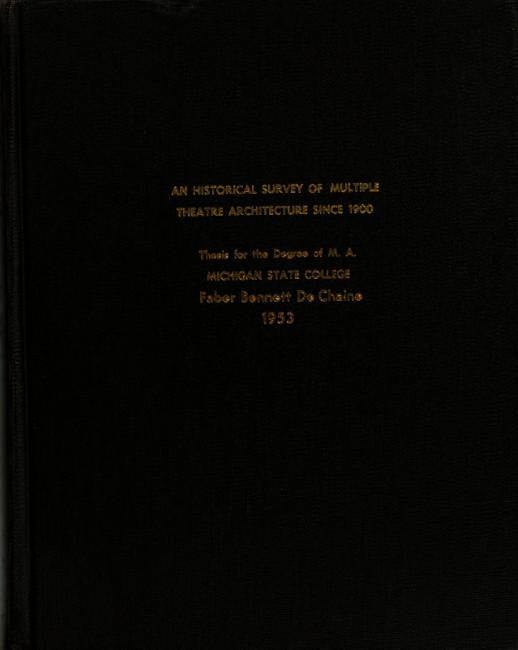 AN HISTORICAL SURVEY OF MULTIPLE
THEATRE ARCHITECTURE SINCE 1900
Thesis for the Degree of M. A.
MICHIGAN STATE COLLEGE
Faber Bennett De Chaine
1953